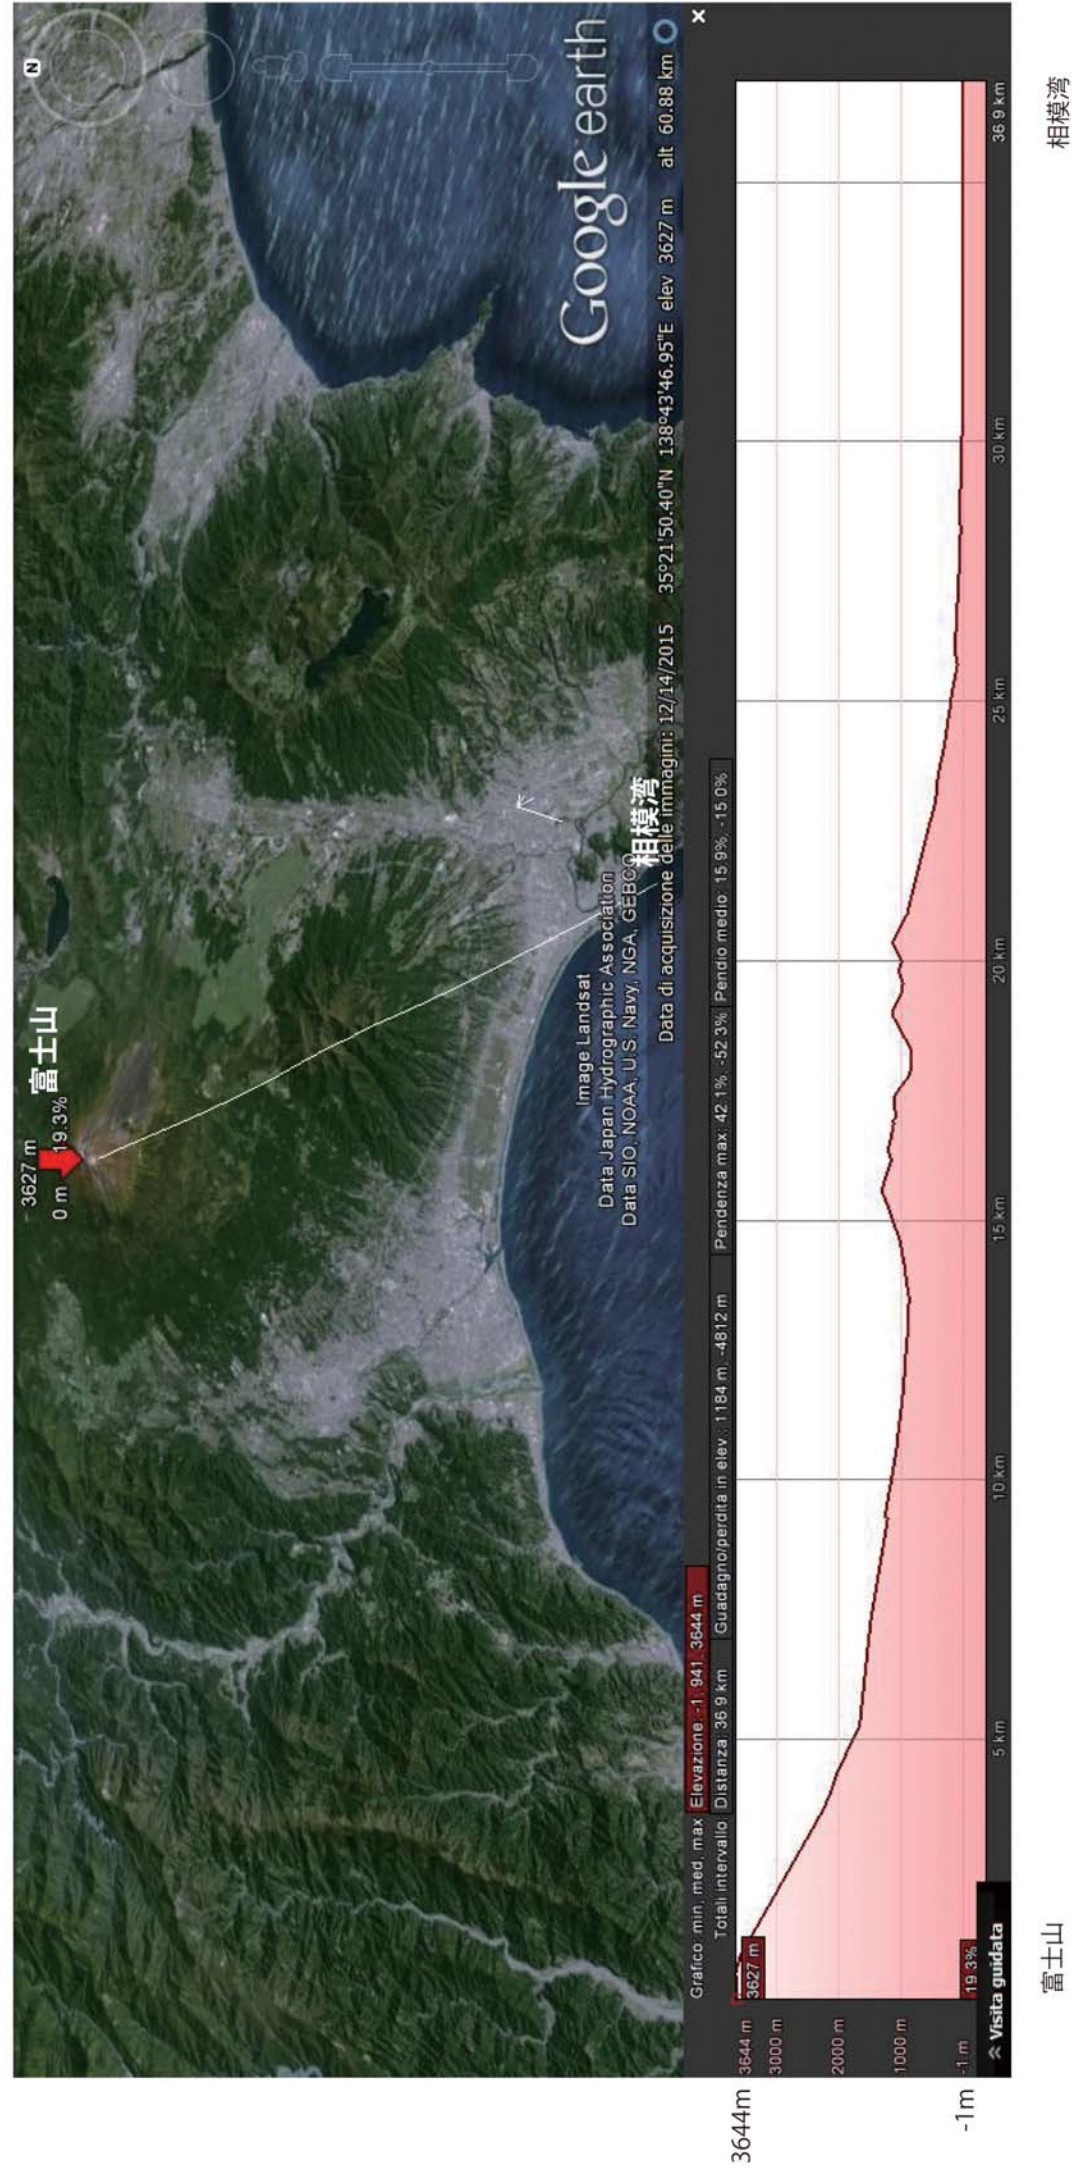 N
3627 m
0 m 19.3%
富士山
相模湾
Image Landsat
Data Japan Hydrographic Association
Data SIO, NOAA, U.S. Navy, NGA, GEBCO
Google earth
Data di acquisizione delle immagini: 12/14/2015 35°21'50.40"N 138°43'46.95"E elev 3627 m alt 60.88 km
Grafico: min, med, max Elevazione: -1, 941, 3644 m
Totali intervallo: Distanza: 36.9 km Guadagno/perdita in elev.: 1184 m, -4812 m Pendenza max: 42.1%, -52.3% Pendio medio: 15.9%, -15.0%
3644m
3644 m
3627 m
3000 m
2000 m
1000 m
-1m
-1 m
19.3%
Visita guidata
5 km
10 km
15 km
20 km
25 km
30 km
36.9 km
富士山
相模湾